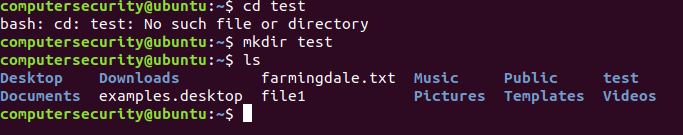 computersecurity@ubuntu:~$ cd test
bash: cd: test: No such file or directory
computersecurity@ubuntu:~$ mkdir test
computersecurity@ubuntu:~$ ls
Desktop    Downloads         farmingdale.txt  Music     Public     test
Documents  examples.desktop  file1            Pictures  Templates  Videos
computersecurity@ubuntu:~$